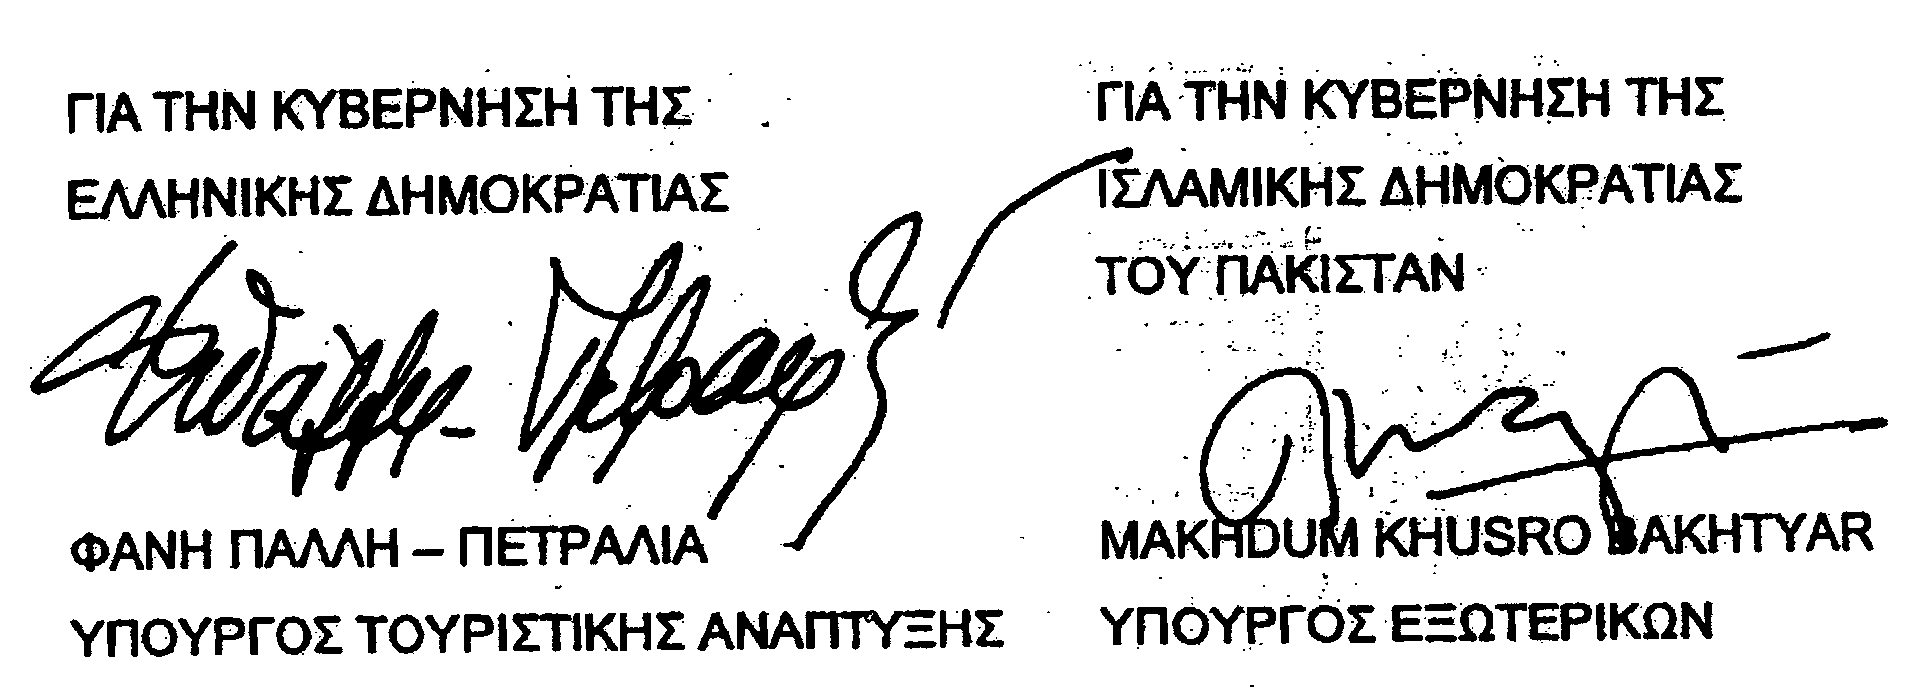 ΓΙΑ ΤΗΝ ΚΥΒΕΡΝΗΣΗ ΤΗΣ
ΕΛΛΗΝΙΚΗΣ ΔΗΜΟΚΡΑΤΙΑΣ
ΦΑΝΗ ΠΑΛΛΗ – ΠΕΤΡΑΛΙΑ
ΥΠΟΥΡΓΟΣ ΤΟΥΡΙΣΤΙΚΗΣ ΑΝΑΠΤΥΞΗΣ
ΓΙΑ ΤΗΝ ΚΥΒΕΡΝΗΣΗ ΤΗΣ
ΙΣΛΑΜΙΚΗΣ ΔΗΜΟΚΡΑΤΙΑΣ
ΤΟΥ ΠΑΚΙΣΤΑΝ
MAKHDUM KHUSRO BAKHTYAR
ΥΠΟΥΡΓΟΣ ΕΞΩΤΕΡΙΚΩΝ